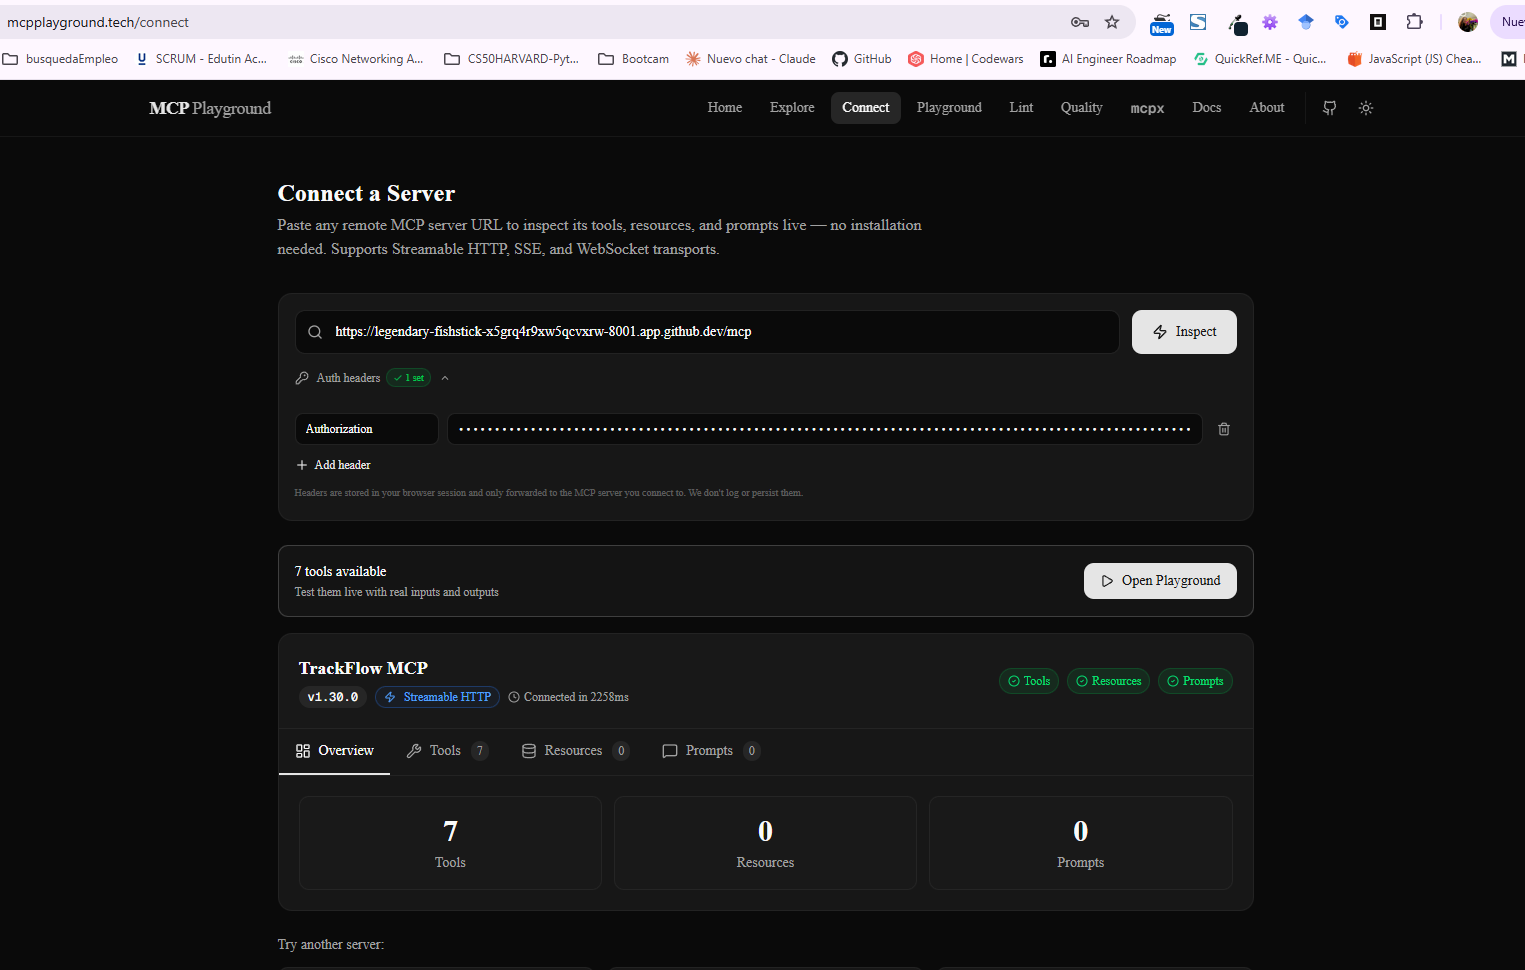 mcpplayground.tech/connect
New
Nue
busquedaEmpleo
SCRUM - Edutin Ac...
Cisco Networking A...
CS50HARVARD-Pyt...
Bootcam
Nuevo chat - Claude
GitHub
Home | Codewars
AI Engineer Roadmap
QuickRef.ME - Quic...
JavaScript (JS) Chea...
MCP Playground
Home
Explore
Connect
Playground
Lint
Quality
mcpx
Docs
About
Connect a Server
Paste any remote MCP server URL to inspect its tools, resources, and prompts live — no installation
needed. Supports Streamable HTTP, SSE, and WebSocket transports.
https://legendary-fishstick-x5grq4r9xw5qcvxrw-8001.app.github.dev/mcp
Inspect
Auth headers
1 set
Authorization
Add header
Headers are stored in your browser session and only forwarded to the MCP server you connect to. We don't log or persist them.
7 tools available
Test them live with real inputs and outputs
Open Playground
TrackFlow MCP
v1.30.0
Streamable HTTP
Connected in 2258ms
Tools
Resources
Prompts
Overview
Tools 7
Resources 0
Prompts 0
7
Tools
0
Resources
0
Prompts
Try another server: